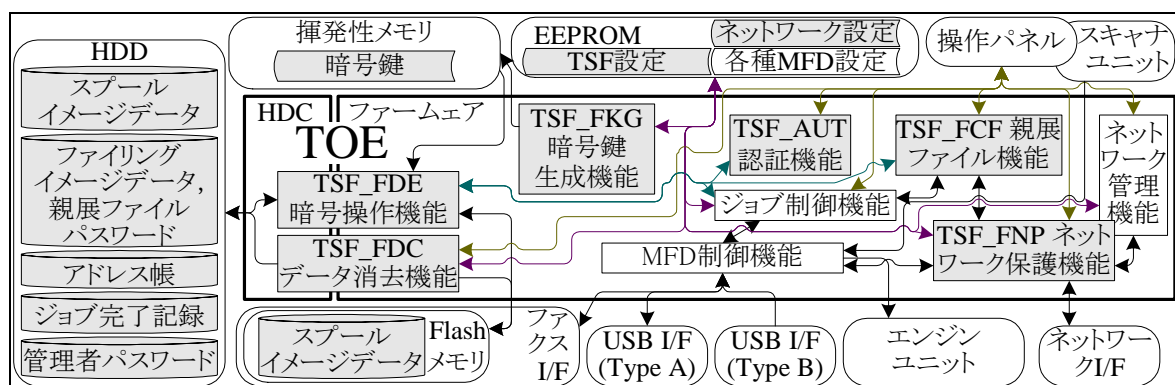 HDD
スプール
イメージデータ
ファイリング
イメージデータ,
親展ファイル
パスワード
アドレス帳
ジョブ完了記録
管理者パスワード
揮発性メモリ
暗号鍵
EEPROM
ネットワーク設定
TSF設定
各種MFD設定
操作パネル
スキャナ
ユニット
HDC
ファームェア
TOE
TSF_FKG
暗号鍵
生成機能
TSF_AUT
認証機能
TSF_FCF 親展
ファイル機能
ネット
ワーク
管理
機能
TSF_FDE
暗号操作機能
ジョブ制御機能
TSF_FDC
データ消去機能
MFD制御機能
TSF_FNP ネット
ワーク保護機能
スプール
イメージデータ
Flash
メモリ
ファ
クス
I/F
USB I/F
(Type A)
USB I/F
(Type B)
エンジン
ユニット
ネットワー
クI/F